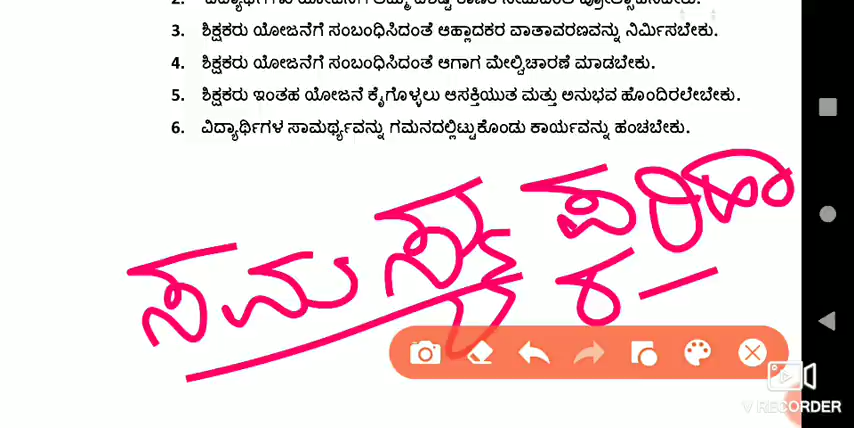 3. ಶಿಕ್ಷಕರು ಯೋಜನೆಗೆ ಸಂಬಂಧಿಸಿದಂತೆ ಆಹ್ಲಾದಕರ ವಾತಾವರಣವನ್ನು ನಿರ್ಮಿಸಬೇಕು.
4. ಶಿಕ್ಷಕರು ಯೋಜನೆಗೆ ಸಂಬಂಧಿಸಿದಂತೆ ಆಗಾಗ ಮೇಲ್ವಿಚಾರಣೆ ಮಾಡಬೇಕು.
5. ಶಿಕ್ಷಕರು ಇಂತಹ ಯೋಜನೆ ಕೈಗೊಳ್ಳಲು ಆಸಕ್ತಿಯುತ ಮತ್ತು ಅನುಭವ ಹೊಂದಿರಲೇಬೇಕು.
6. ವಿದ್ಯಾರ್ಥಿಗಳ ಸಾಮರ್ಥ್ಯವನ್ನು ಗಮನದಲ್ಲಿಟ್ಟುಕೊಂಡು ಕಾರ್ಯವನ್ನು ಹಂಚಬೇಕು.
ಸಮಸ್ಯ ಪರಿಹಾ
ರ
V RECORDER